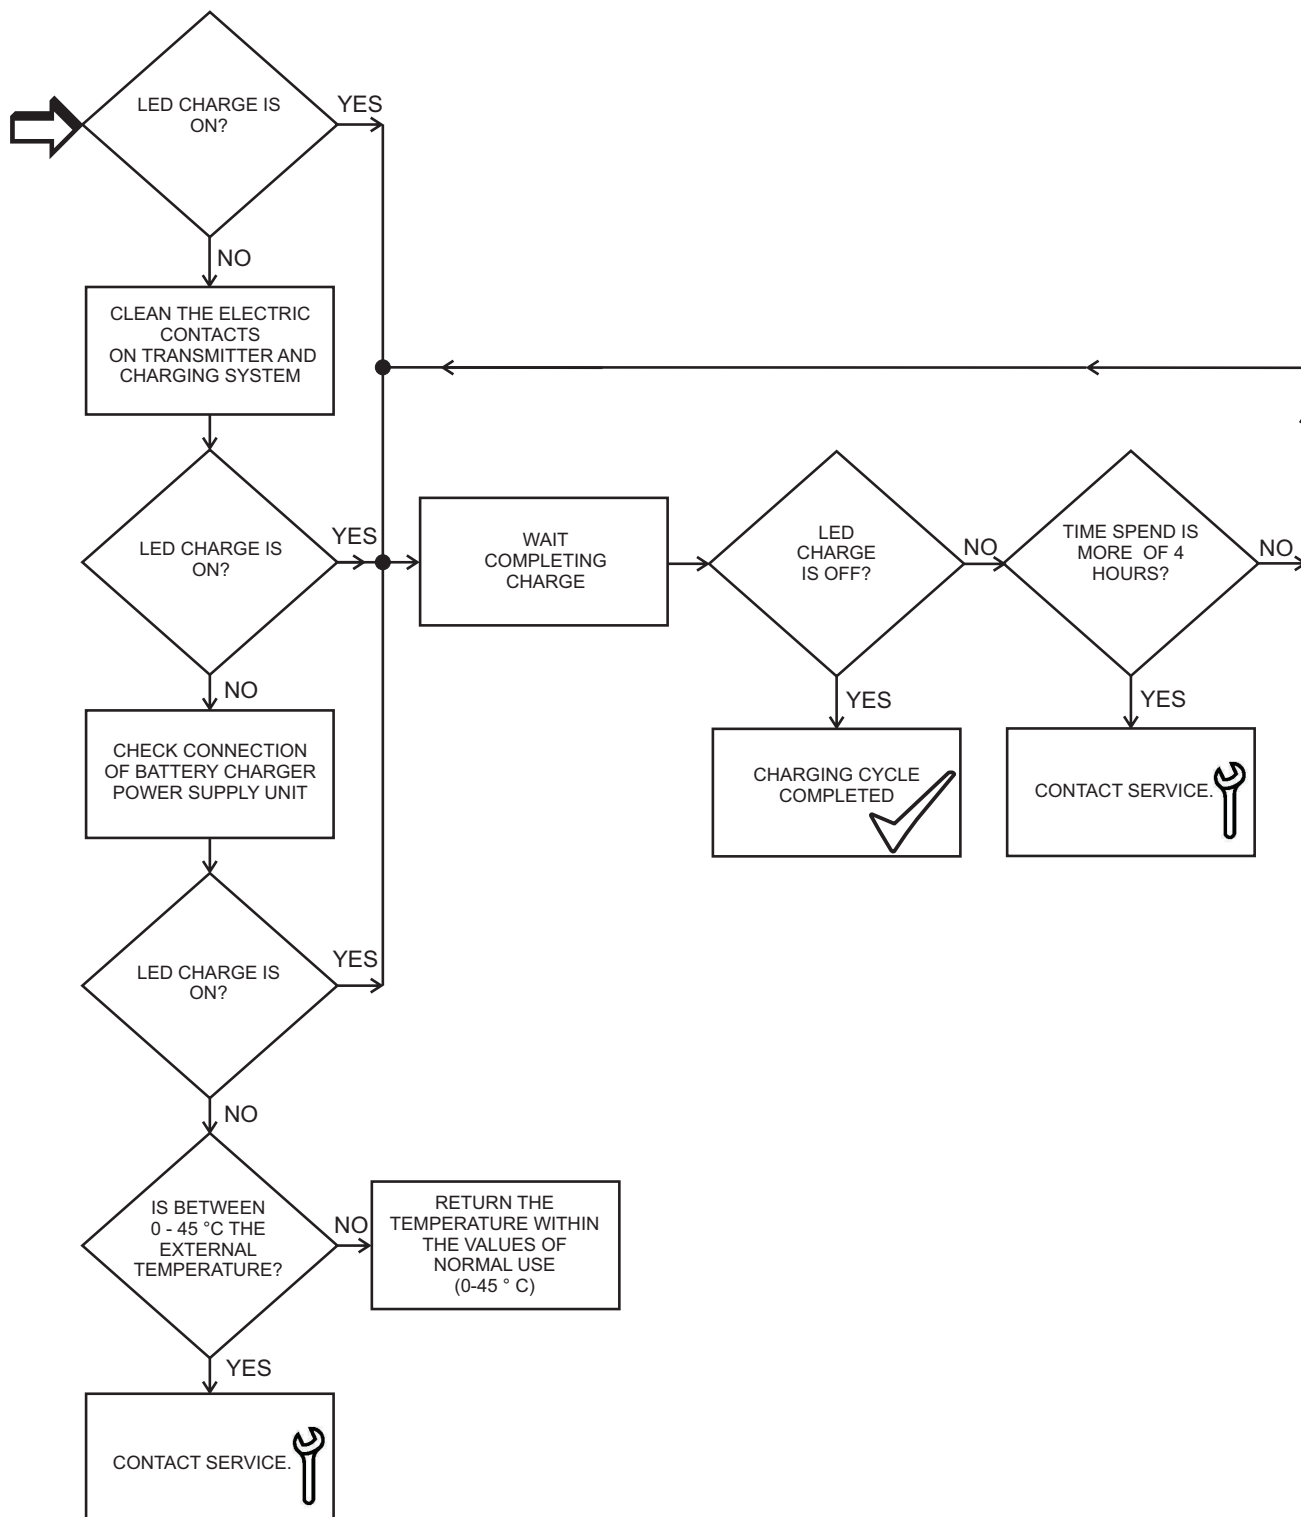 LED CHARGE IS
ON?
YES
NO
CLEAN THE ELECTRIC
CONTACTS
ON TRANSMITTER AND
CHARGING SYSTEM
LED CHARGE IS
ON?
YES
WAIT
COMPLETING
CHARGE
LED
CHARGE
IS OFF?
NO
TIME SPEND IS
MORE OF 4
HOURS?
NO
NO
YES
YES
CHECK CONNECTION
OF BATTERY CHARGER
POWER SUPPLY UNIT
CHARGING CYCLE
COMPLETED
CONTACT SERVICE.
LED CHARGE IS
ON?
YES
NO
IS BETWEEN
0 - 45 °C THE
EXTERNAL
TEMPERATURE?
NO
RETURN THE
TEMPERATURE WITHIN
THE VALUES OF
NORMAL USE
(0-45 ° C)
YES
CONTACT SERVICE.